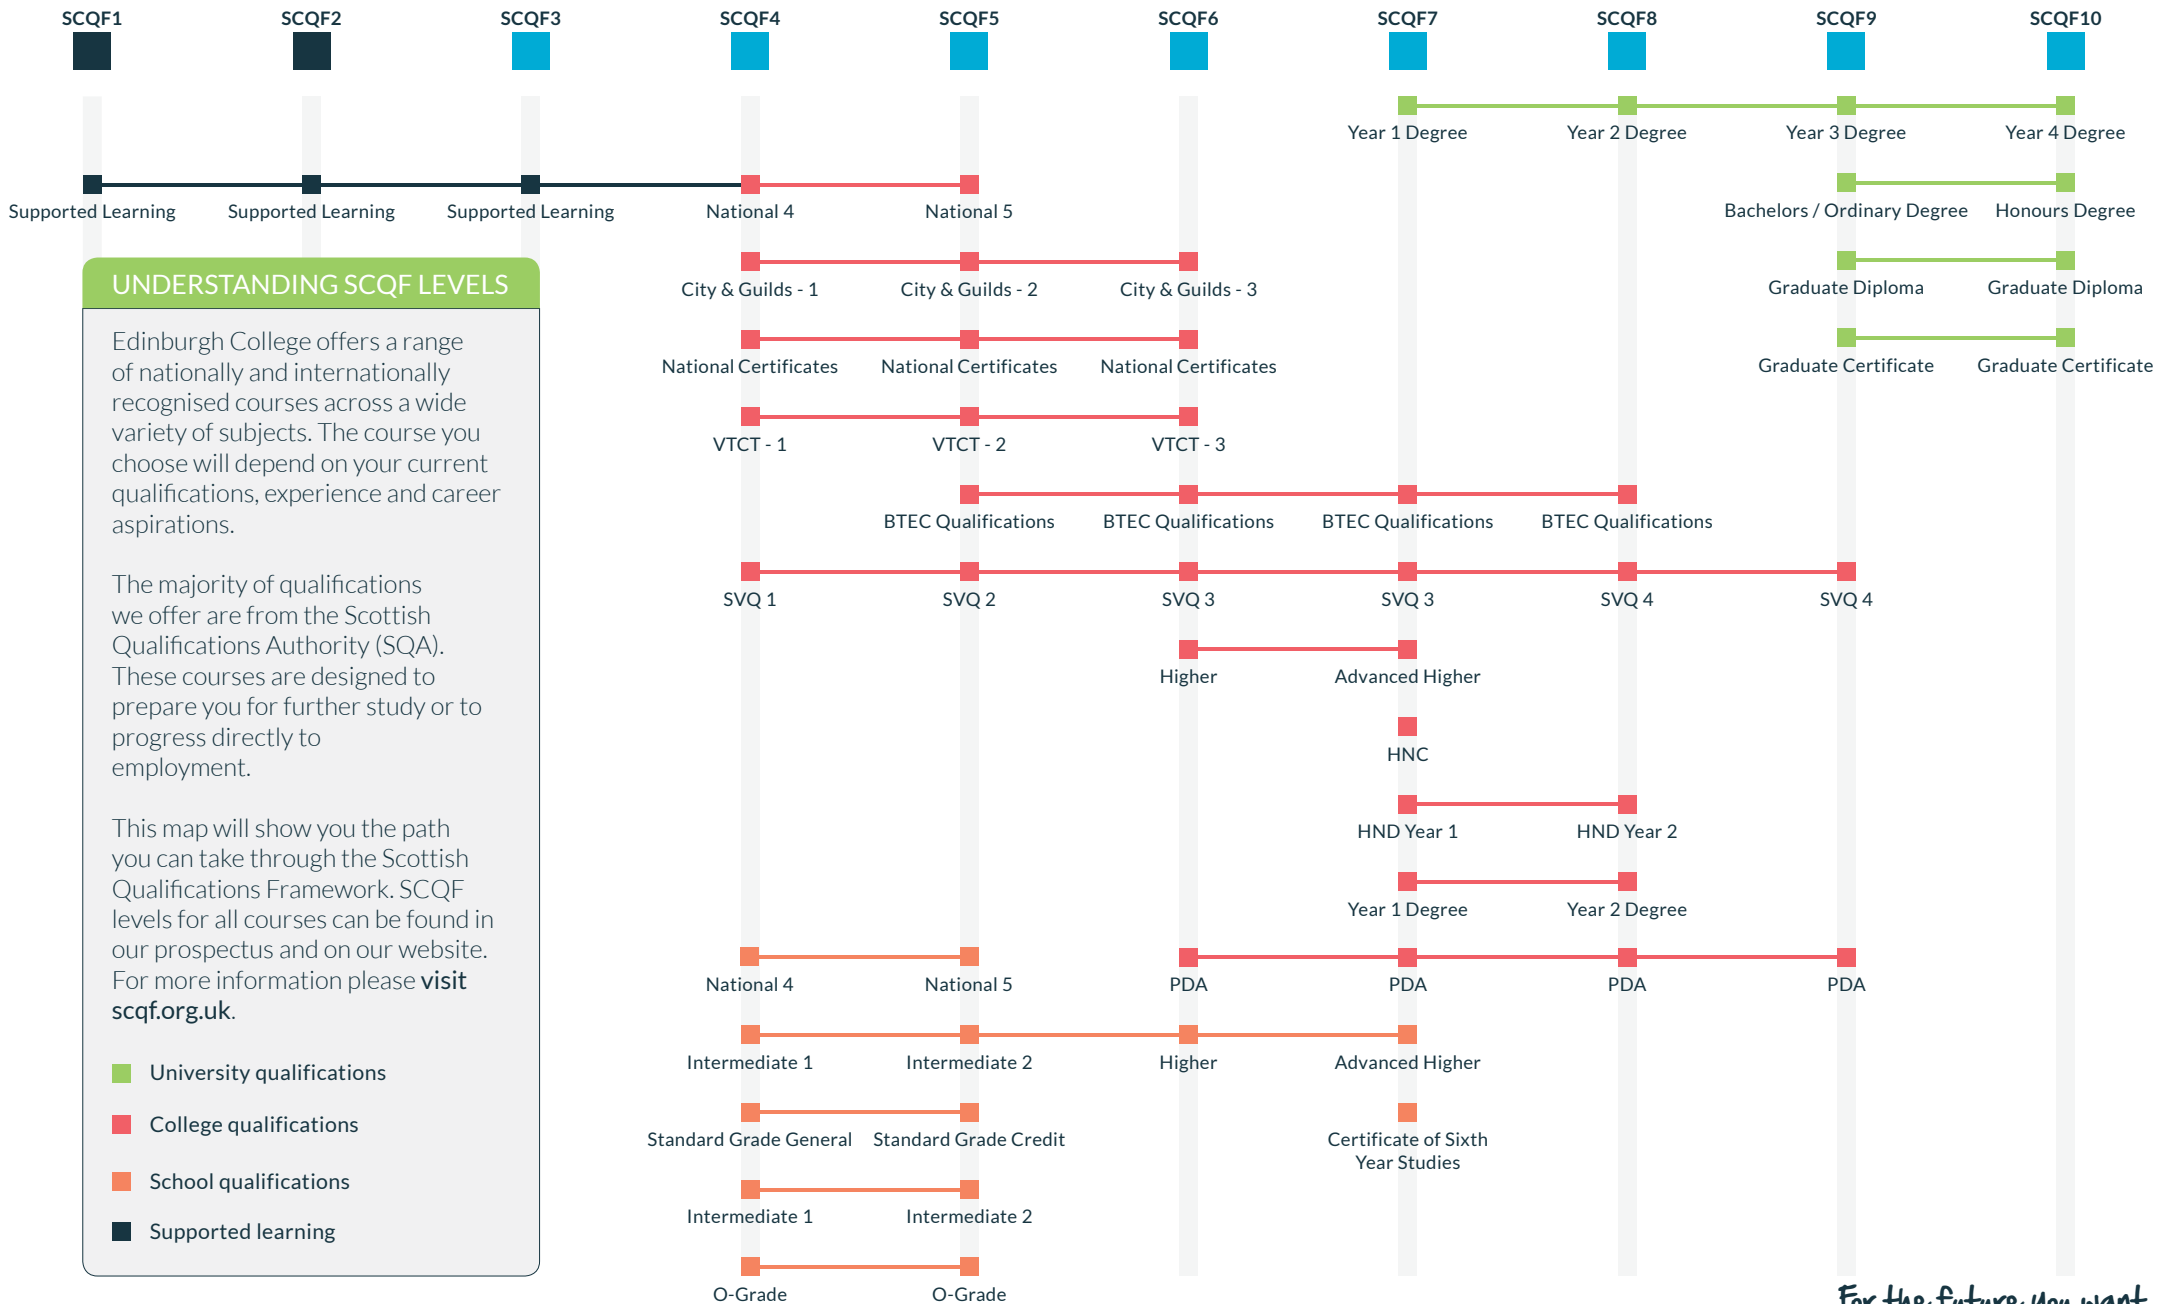 SCQF1 SCQF2 SCQF3 SCQF4 SCQF5 SCQF6 SCQF7 SCQF8 SCQF9 SCQF10
Year 1 Degree Year 2 Degree Year 3 Degree Year 4 Degree
Supported Learning Supported Learning Supported Learning National 4 National 5 Bachelors / Ordinary Degree Honours Degree
City & Guilds - 1 City & Guilds - 2 City & Guilds - 3 Graduate Diploma Graduate Diploma
National Certificates National Certificates National Certificates Graduate Certificate Graduate Certificate
VTCT - 1 VTCT - 2 VTCT - 3
BTEC Qualifications BTEC Qualifications BTEC Qualifications BTEC Qualifications
SVQ 1 SVQ 2 SVQ 3 SVQ 3 SVQ 4 SVQ 4
Higher Advanced Higher
HNC
HND Year 1 HND Year 2
Year 1 Degree Year 2 Degree
National 4 National 5 PDA PDA PDA PDA
Intermediate 1 Intermediate 2 Higher Advanced Higher
Standard Grade General Standard Grade Credit Certificate of Sixth
Year Studies
Intermediate 1 Intermediate 2
O-Grade O-Grade
UNDERSTANDING SCQF LEVELS
Edinburgh College offers a range
of nationally and internationally
recognised courses across a wide
variety of subjects. The course you
choose will depend on your current
qualifications, experience and career
aspirations.
The majority of qualifications
we offer are from the Scottish
Qualifications Authority (SQA).
These courses are designed to
prepare you for further study or to
progress directly to
employment.
This map will show you the path
you can take through the Scottish
Qualifications Framework. SCQF
levels for all courses can be found in
our prospectus and on our website.
For more information please visit
scqf.org.uk.
University qualifications
College qualifications
School qualifications
Supported learning
For the future you want